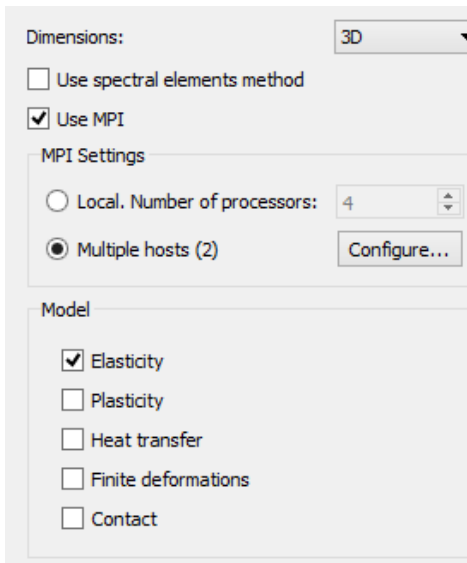 Dimensions: 3D
Use spectral elements method
Use MPI
MPI Settings
Local. Number of processors: 4
Multiple hosts (2) Configure...
Model
Elasticity
Plasticity
Heat transfer
Finite deformations
Contact